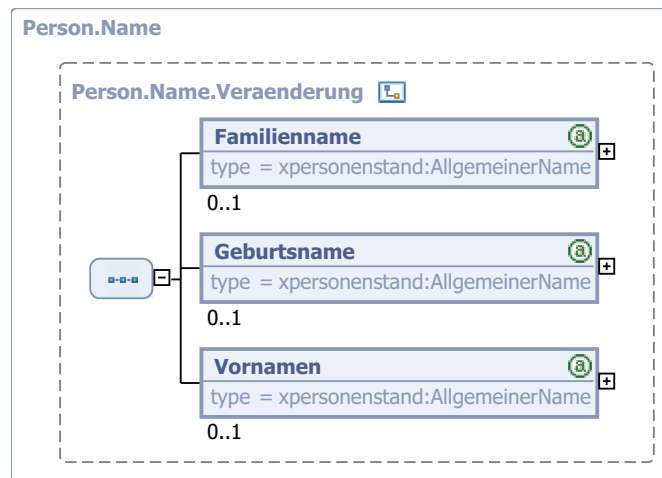 Person.Name
Person.Name.Veraenderung
Familienname
type = xpersonenstand:AllgemeinerName
0..1
Geburtsname
type = xpersonenstand:AllgemeinerName
0..1
Vornamen
type = xpersonenstand:AllgemeinerName
0..1